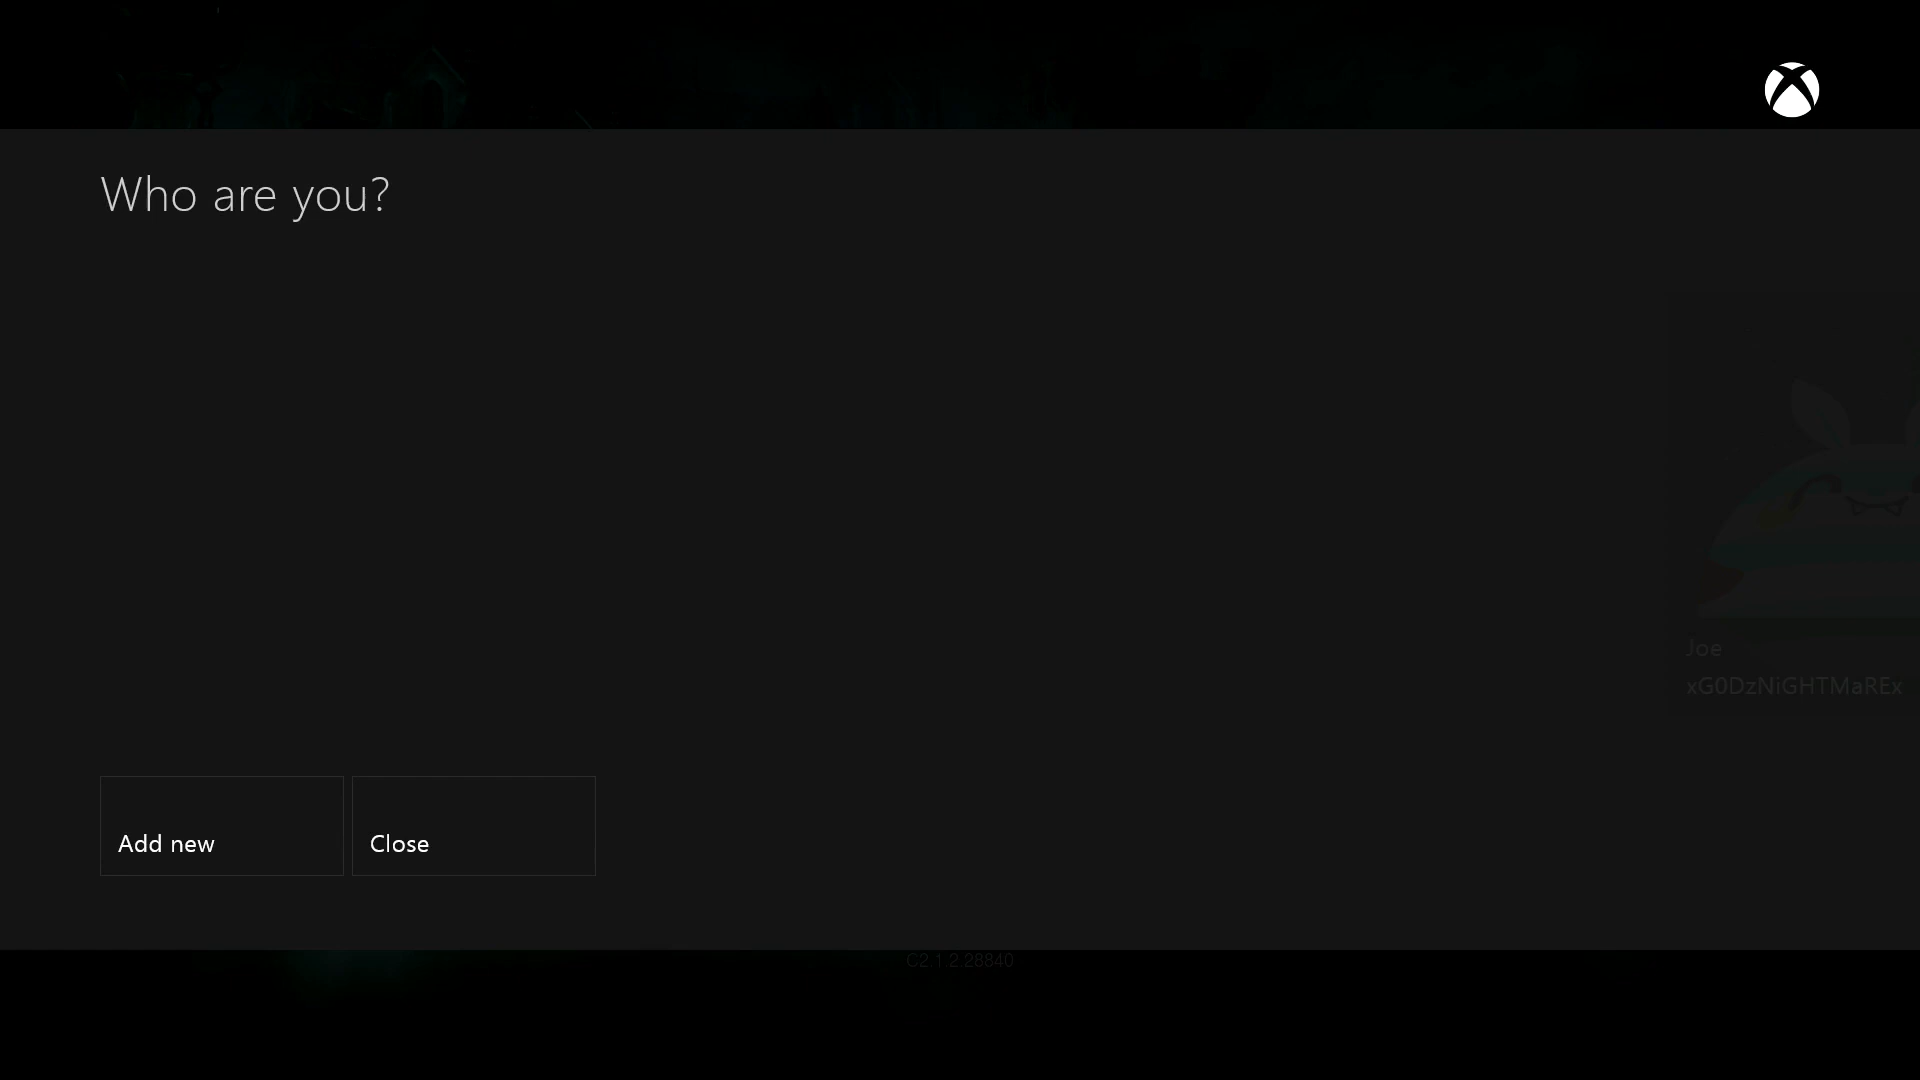 Who are you?
Joe
xG0DzNiGHTMaREx
Add new
Close
C2.1.2.28840